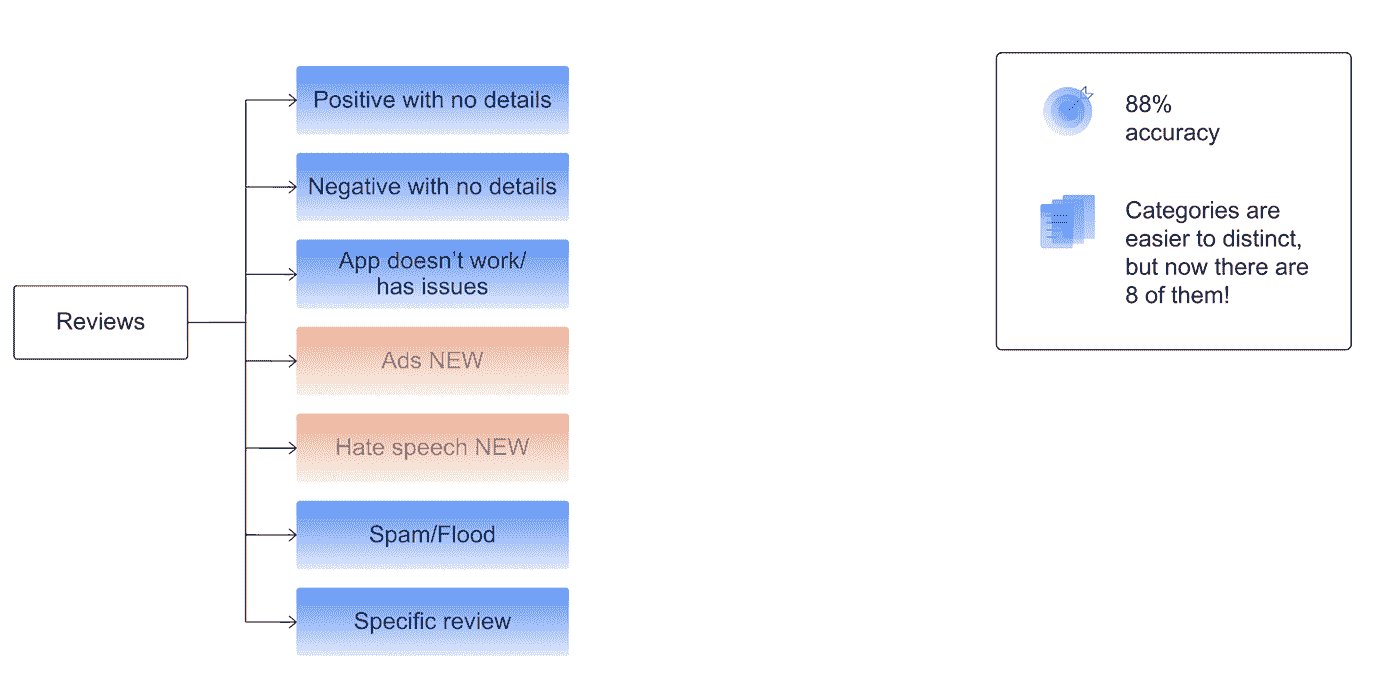 Positive with no details
Negative with no details
App doesn’t work/
has issues
Reviews
Ads NEW
Hate speech NEW
Spam/Flood
Specific review
88%
accuracy
Categories are
easier to distinct,
but now there are
8 of them!